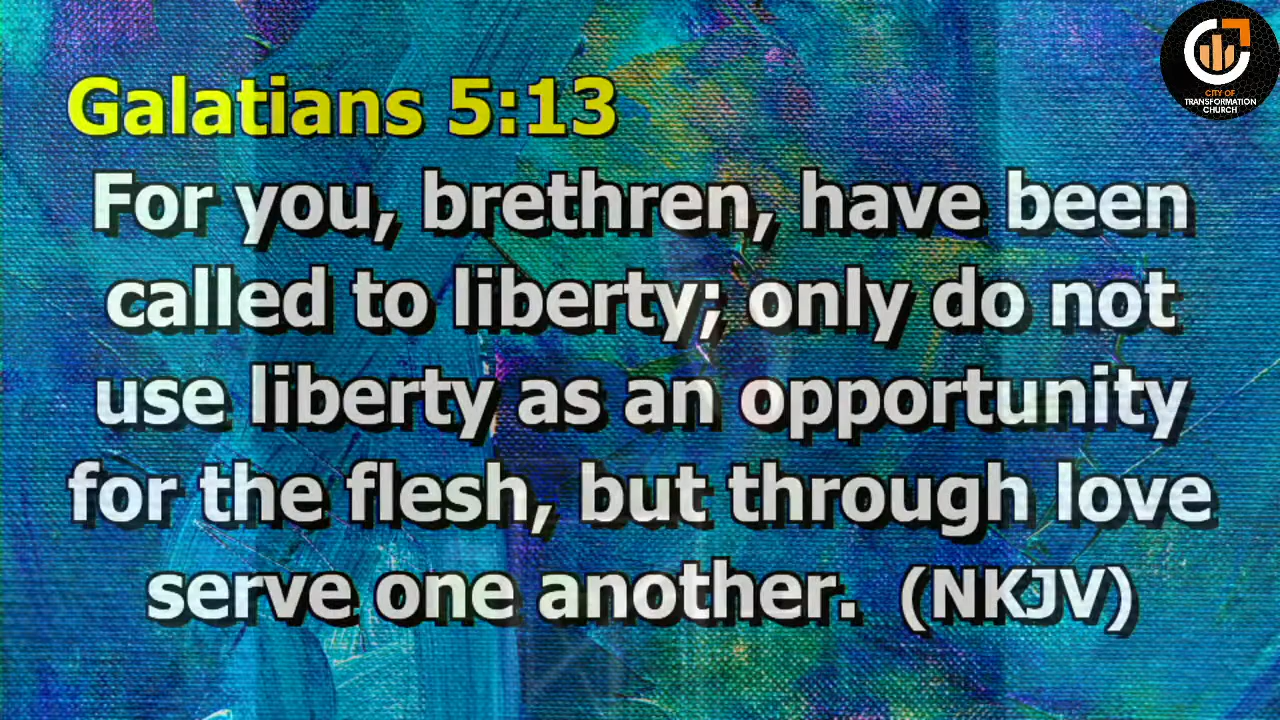 CITY OF
TRANSFORMATION
CHURCH
Galatians 5:13
For you, brethren, have been
called to liberty; only do not
use liberty as an opportunity
for the flesh, but through love
serve one another. (NKJV)